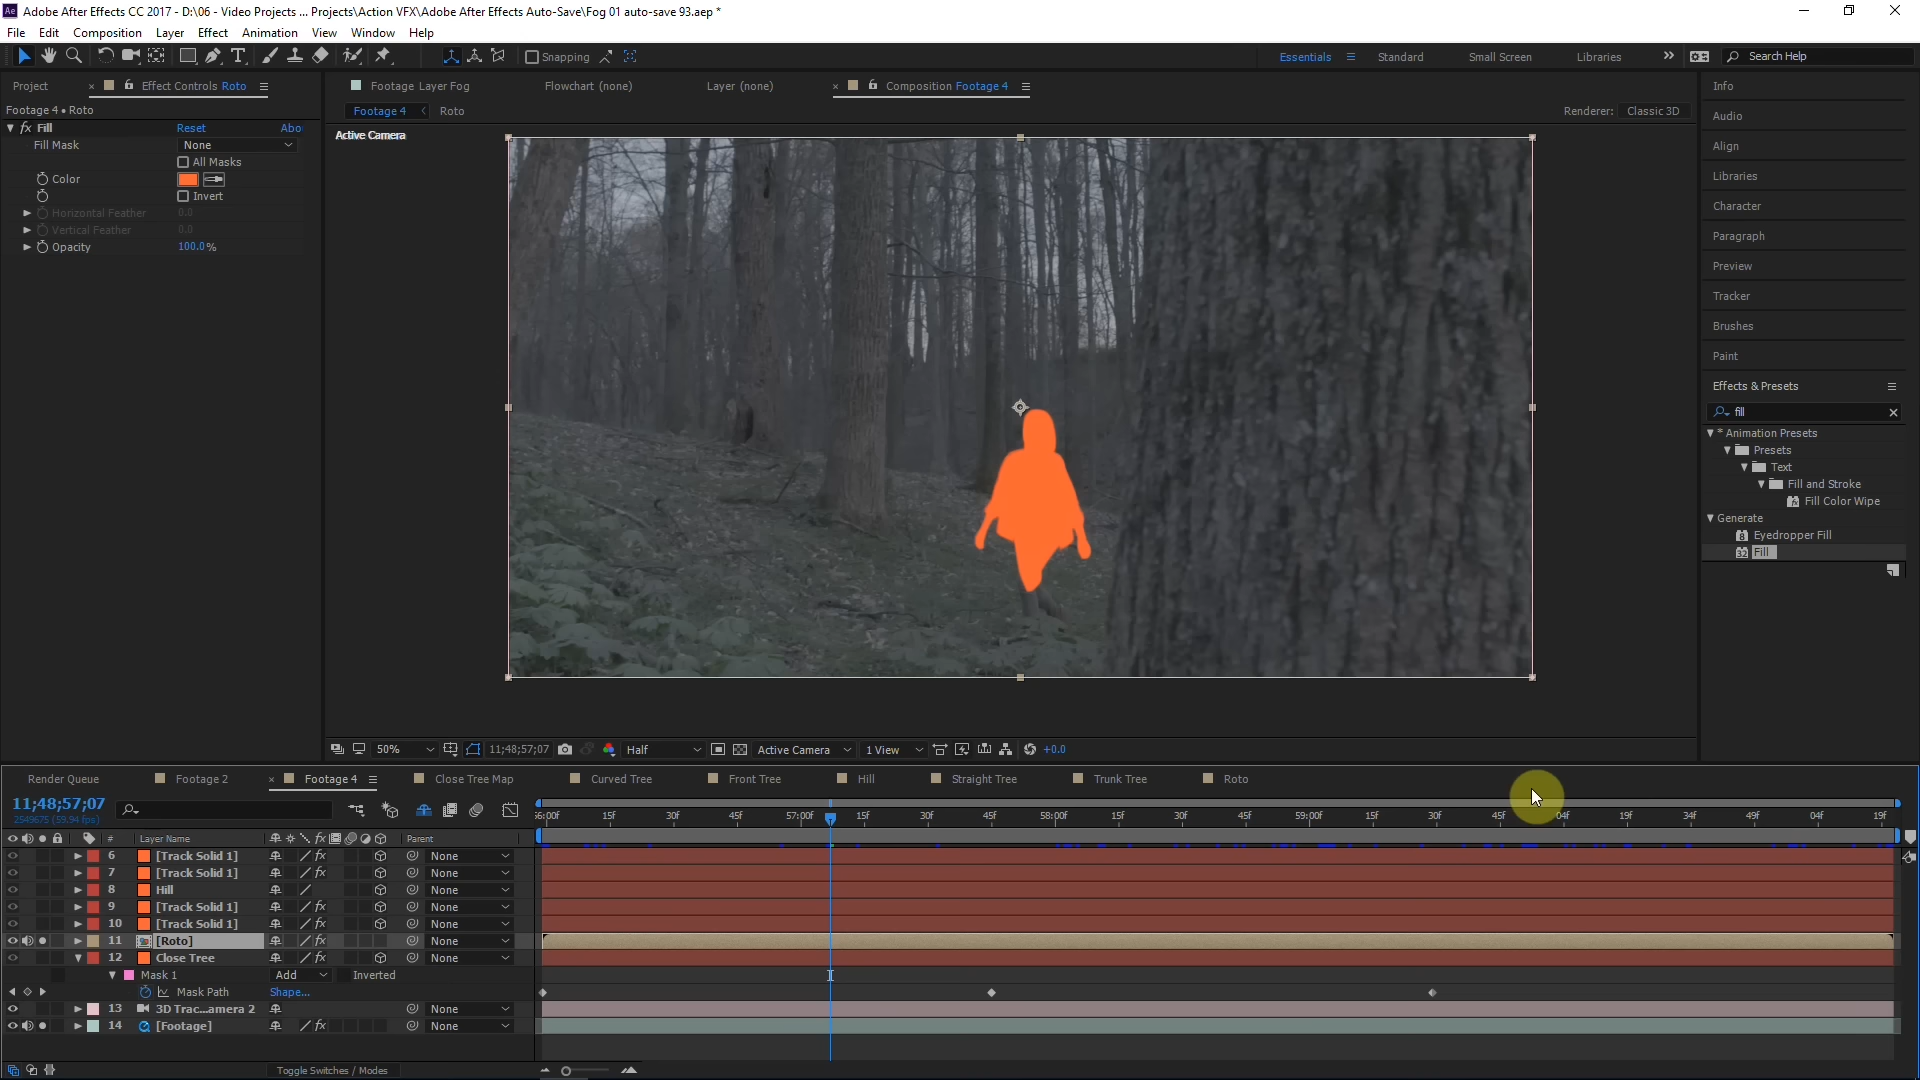 Adobe After Effects CC 2017 - D:\06 - Video Projects ... Projects\Action VFX\Adobe After Effects Auto-Save\Fog 01 auto-save 93.aep *
File Edit Composition Layer Effect Animation View Window Help
Snapping
Essentials Standard Small Screen Libraries Search Help
Project Effect Controls Roto
Footage Layer Fog Flowchart (none) Layer (none) Composition Footage 4
Info
Footage 4 • Roto
Footage 4 Roto
Renderer: Classic 3D
Audio
fx Fill Reset Abo
Active Camera
Fill Mask None
Align
All Masks
Color
Libraries
Invert
Character
Horizontal Feather 0.0
Vertical Feather 0.0
Paragraph
Opacity 100.0%
Preview
Tracker
Brushes
Paint
Effects & Presets
fill
* Animation Presets
Presets
Text
Fill and Stroke
Fill Color Wipe
Generate
Eyedropper Fill
Fill
50% 11;48;57;07 Half Active Camera 1 View +0.0
Render Queue Footage 2 Footage 4 Close Tree Map Curved Tree Front Tree Hill Straight Tree Trunk Tree Roto
11;48;57;07
2549675 (59.94 fps)
56:00f 15f 30f 45f 57:00f 15f 30f 45f 58:00f 15f 30f 45f 59:00f 15f 30f 45f 04f 19f 34f 49f 04f 19f
# Layer Name fx Parent
6 [Track Solid 1] fx None
7 [Track Solid 1] fx None
8 Hill None
9 [Track Solid 1] fx None
10 [Track Solid 1] fx None
11 [Roto] fx None
12 Close Tree None
Mask 1 Add Inverted
Mask Path Shape...
13 3D Trac...amera 2 None
14 [Footage] fx None
Toggle Switches / Modes